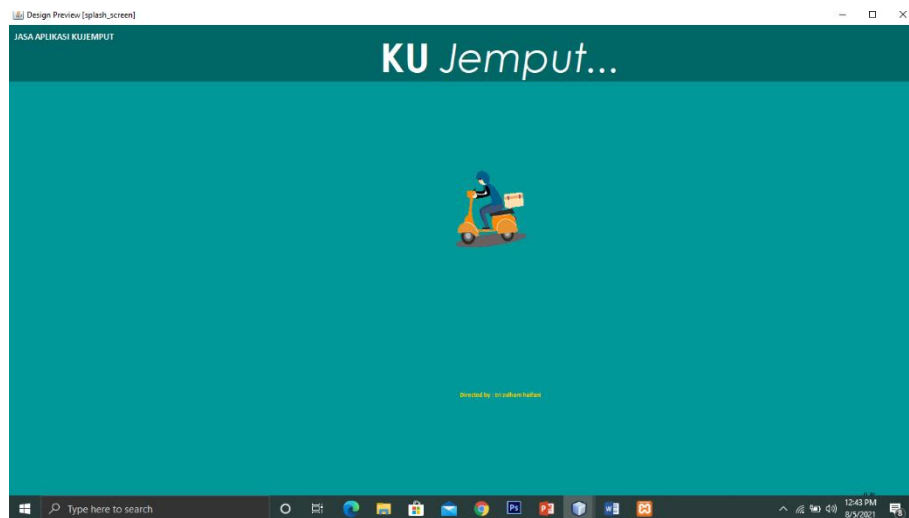 Design Preview [splash_screen]
JASA APLIKASI KUJEMPUT
KU Jemput...
Directed by : tri zulham haifani
Type here to search
12:43 PM
8/5/2021